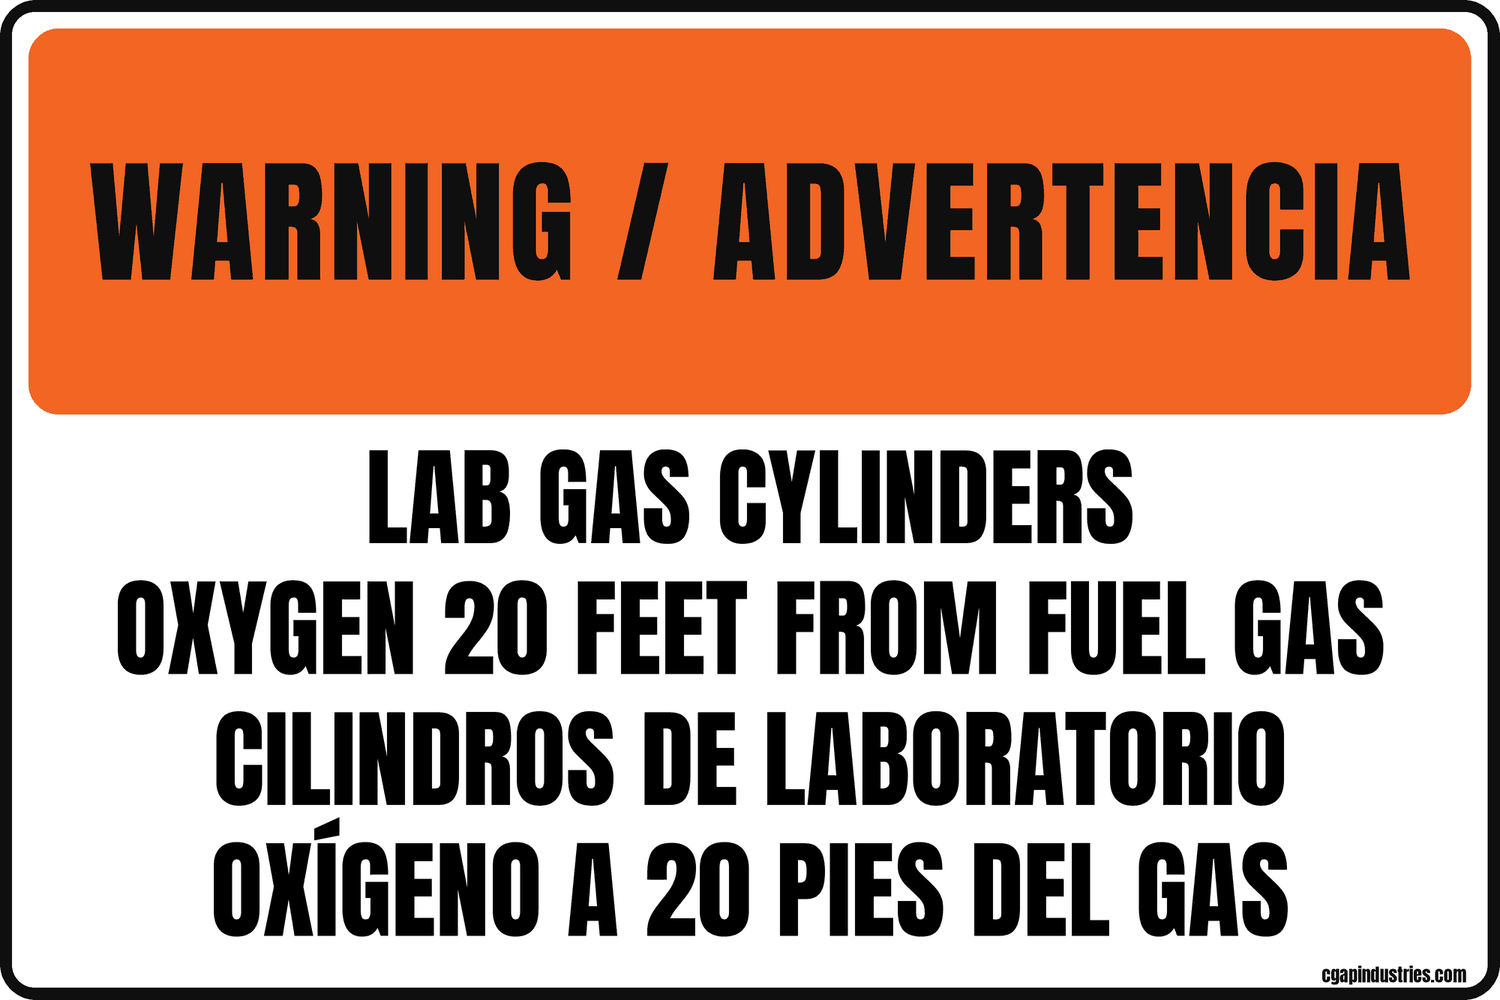 WARNING / ADVERTENCIA
LAB GAS CYLINDERS
OXYGEN 20 FEET FROM FUEL GAS
CILINDROS DE LABORATORIO
OXÍGENO A 20 PIES DEL GAS
cgapindustries.com